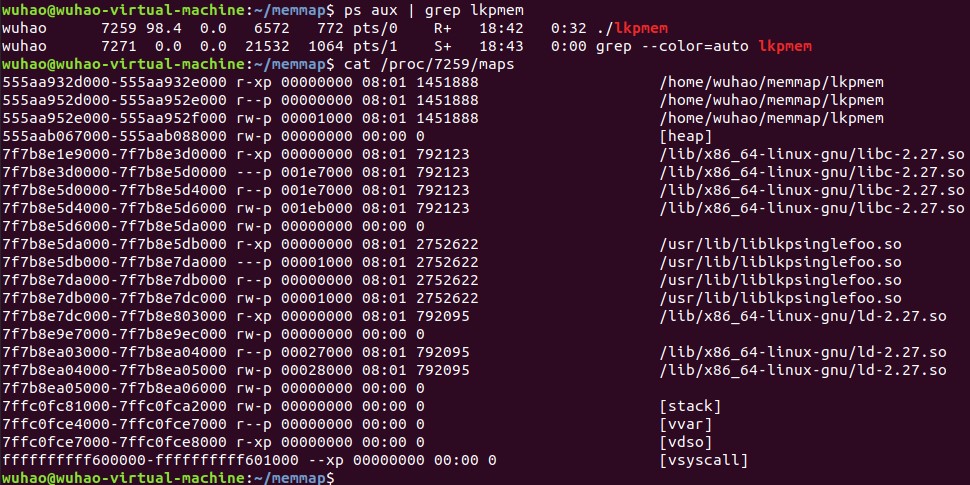 wuhao@wuhao-virtual-machine:~/memmap$ ps aux | grep lkpmem
wuhao      7259 98.4  0.0   6572   772 pts/0    R+   18:42   0:32 ./lkpmem
wuhao      7271  0.0  0.0  21532  1064 pts/1    S+   18:43   0:00 grep --color=auto lkpmem
wuhao@wuhao-virtual-machine:~/memmap$ cat /proc/7259/maps
555aa932d000-555aa932e000 r-xp 00000000 08:01 1451888                    /home/wuhao/memmap/lkpmem
555aa952d000-555aa952e000 r--p 00000000 08:01 1451888                    /home/wuhao/memmap/lkpmem
555aa952e000-555aa952f000 rw-p 00001000 08:01 1451888                    /home/wuhao/memmap/lkpmem
555aab067000-555aab088000 rw-p 00000000 00:00 0                          [heap]
7f7b8e1e9000-7f7b8e3d0000 r-xp 00000000 08:01 792123                     /lib/x86_64-linux-gnu/libc-2.27.so
7f7b8e3d0000-7f7b8e5d0000 ---p 001e7000 08:01 792123                     /lib/x86_64-linux-gnu/libc-2.27.so
7f7b8e5d0000-7f7b8e5d4000 r--p 001e7000 08:01 792123                     /lib/x86_64-linux-gnu/libc-2.27.so
7f7b8e5d4000-7f7b8e5d6000 rw-p 001eb000 08:01 792123                     /lib/x86_64-linux-gnu/libc-2.27.so
7f7b8e5d6000-7f7b8e5da000 rw-p 00000000 00:00 0
7f7b8e5da000-7f7b8e5db000 r-xp 00000000 08:01 2752622                    /usr/lib/liblkpsinglefoo.so
7f7b8e5db000-7f7b8e7da000 ---p 00001000 08:01 2752622                    /usr/lib/liblkpsinglefoo.so
7f7b8e7da000-7f7b8e7db000 r--p 00000000 08:01 2752622                    /usr/lib/liblkpsinglefoo.so
7f7b8e7db000-7f7b8e7dc000 rw-p 00001000 08:01 2752622                    /usr/lib/liblkpsinglefoo.so
7f7b8e7dc000-7f7b8e803000 r-xp 00000000 08:01 792095                     /lib/x86_64-linux-gnu/ld-2.27.so
7f7b8e9e7000-7f7b8e9ec000 rw-p 00000000 00:00 0
7f7b8ea03000-7f7b8ea04000 r--p 00027000 08:01 792095                     /lib/x86_64-linux-gnu/ld-2.27.so
7f7b8ea04000-7f7b8ea05000 rw-p 00028000 08:01 792095                     /lib/x86_64-linux-gnu/ld-2.27.so
7f7b8ea05000-7f7b8ea06000 rw-p 00000000 00:00 0
7ffc0fc81000-7ffc0fca2000 rw-p 00000000 00:00 0                          [stack]
7ffc0fce4000-7ffc0fce7000 r--p 00000000 00:00 0                          [vvar]
7ffc0fce7000-7ffc0fce8000 r-xp 00000000 00:00 0                          [vdso]
ffffffffff600000-ffffffffff601000 --xp 00000000 00:00 0                  [vsyscall]
wuhao@wuhao-virtual-machine:~/memmap$